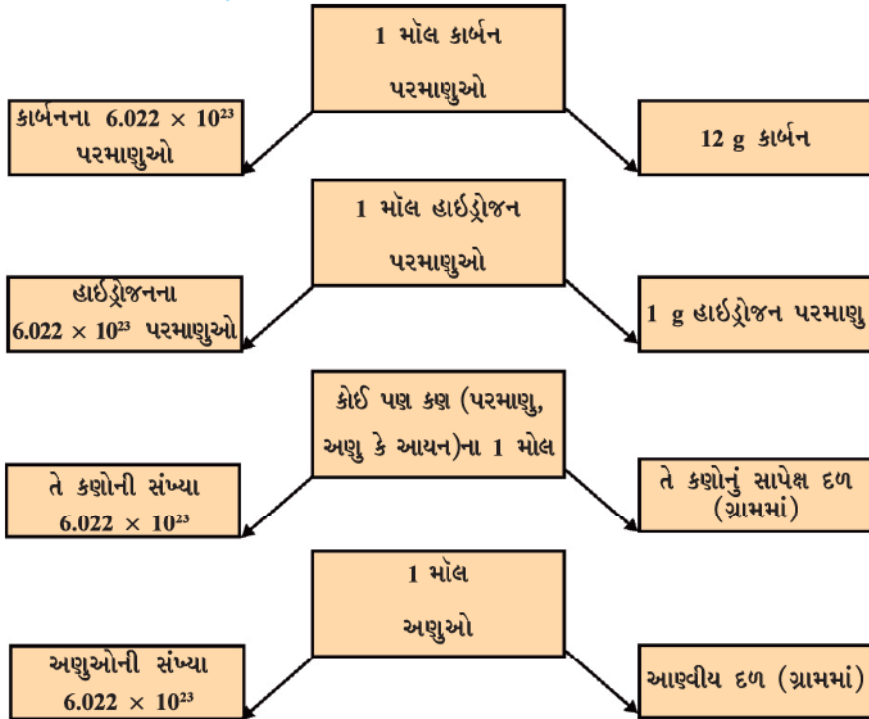 1 મૉલ કાર્બન
પરમાણુઓ
કાર્બનના 6.022 × 10²³
પરમાણુઓ
12 g કાર્બન
1 મૉલ હાઇડ્રોજન
પરમાણુઓ
હાઇડ્રોજનના
6.022 × 10²³ પરમાણુઓ
1 g હાઇડ્રોજન પરમાણુ
કોઈ પણ કણ (પરમાણુ,
અણુ કે આયન)ના 1 મોલ
તે કણોની સંખ્યા
6.022 × 10²³
તે કણોનું સાપેક્ષ દળ
(ગ્રામમાં)
1 મૉલ
અણુઓ
અણુઓની સંખ્યા
6.022 × 10²³
આણ્વીય દળ (ગ્રામમાં)